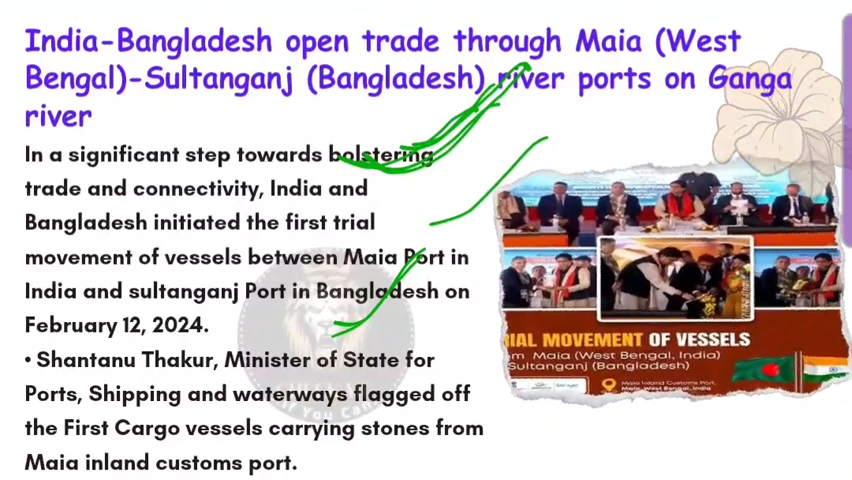 India-Bangladesh open trade through Maia (West
Bengal)-Sultanganj (Bangladesh) river ports on Ganga
river
In a significant step towards bolstering
trade and connectivity, India and
Bangladesh initiated the first trial
movement of vessels between Maia Port in
India and sultanganj Port in Bangladesh on
February 12, 2024.
• Shantanu Thakur, Minister of State for
Ports, Shipping and waterways flagged off
the First Cargo vessels carrying stones from
Maia inland customs port.
RIAL MOVEMENT OF VESSELS
m Maia (West Bengal, India)
Sultanganj (Bangladesh)
Maia Inland Customs Port,
Maia, West Bengal, India